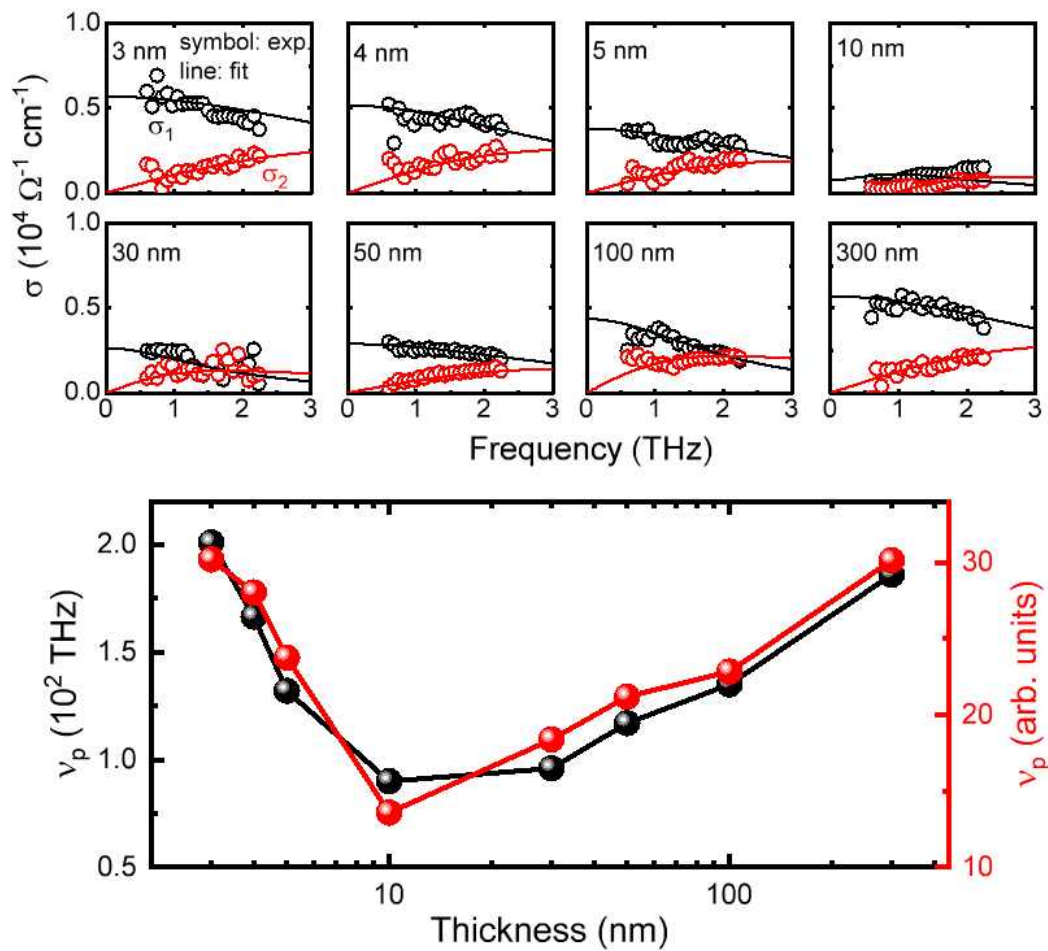 1.0
3 nm symbol: exp.
line: fit
4 nm
5 nm
10 nm
0.5
σ1
σ2
0.0
1.0
30 nm
50 nm
100 nm
300 nm
0.5
0.0
0 1 2 3 0 1 2 3 0 1 2 3 0 1 2 3
σ (10⁴ Ω⁻¹ cm⁻¹)
Frequency (THz)
2.0
1.5
1.0
0.5
νp (10² THz)
30
20
10
νp (arb. units)
10 100
Thickness (nm)